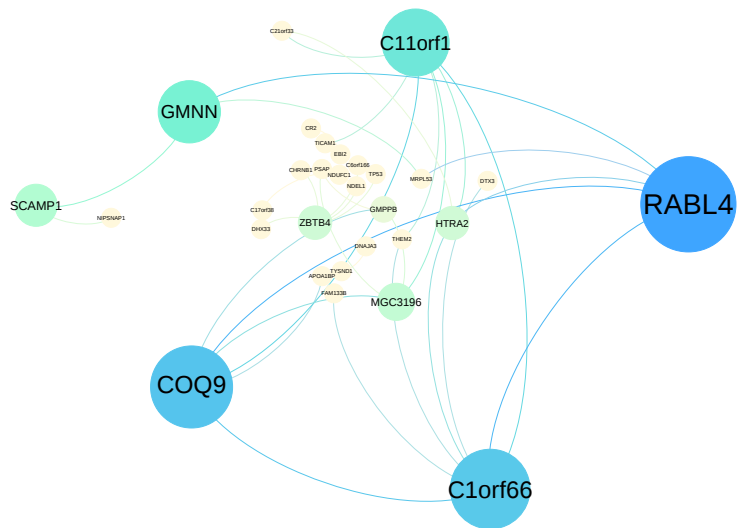 C21orf33
C11orf1
GMNN
CR2
TICAM1
EBI2
C6orf166
CHRNB1
PSAP
TP53
NDUFC1
MRPL53
DTX3
NDEL1
RABL4
SCAMP1
NIPSNAP1
C17orf38
GMPPB
ZBTB4
HTRA2
DHX33
THEM2
DNAJA3
TYSND1
APOA1BP
FAM133B
MGC3196
COQ9
C1orf66